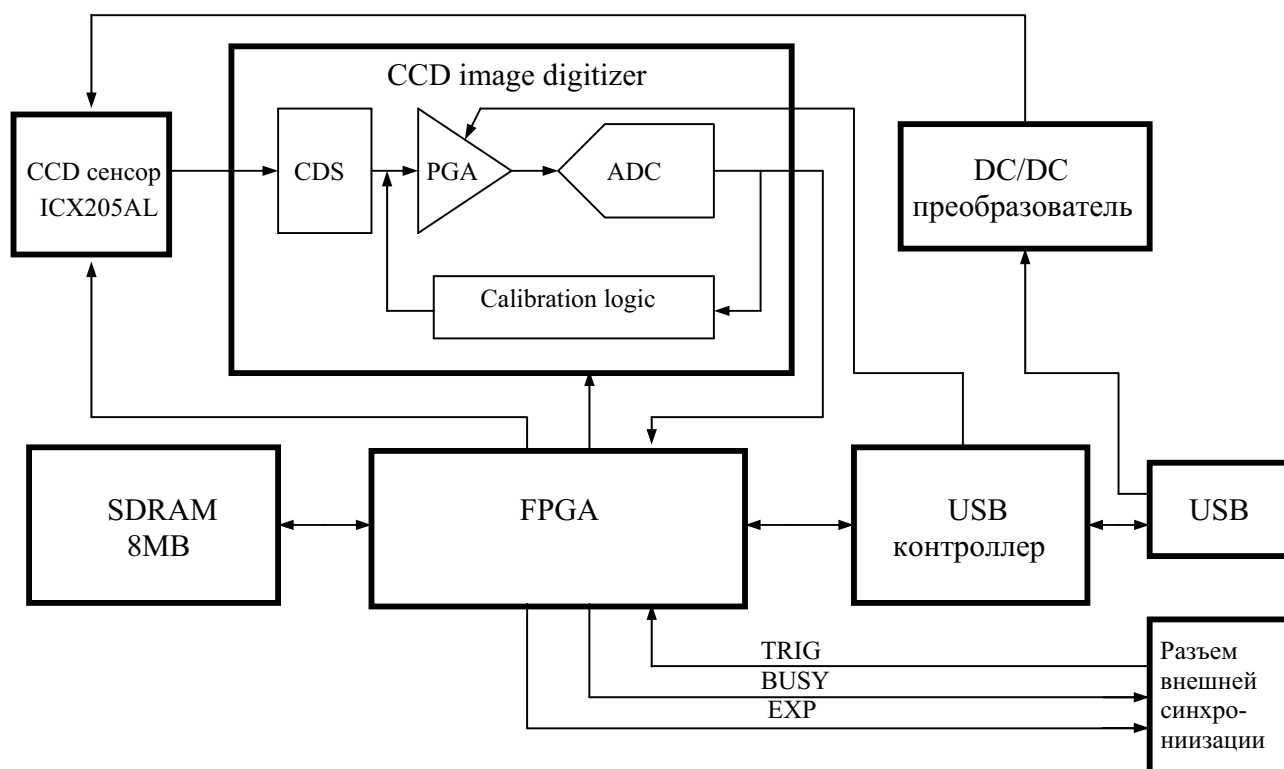 CCD image digitizer
CCD сенсор
ICX205AL
CDS
PGA
ADC
DC/DC
преобразователь
Calibration logic
SDRAM
8MB
FPGA
USB
контроллер
USB
TRIG
BUSY
EXP
Разъем
внешней
синхро-
ниизации